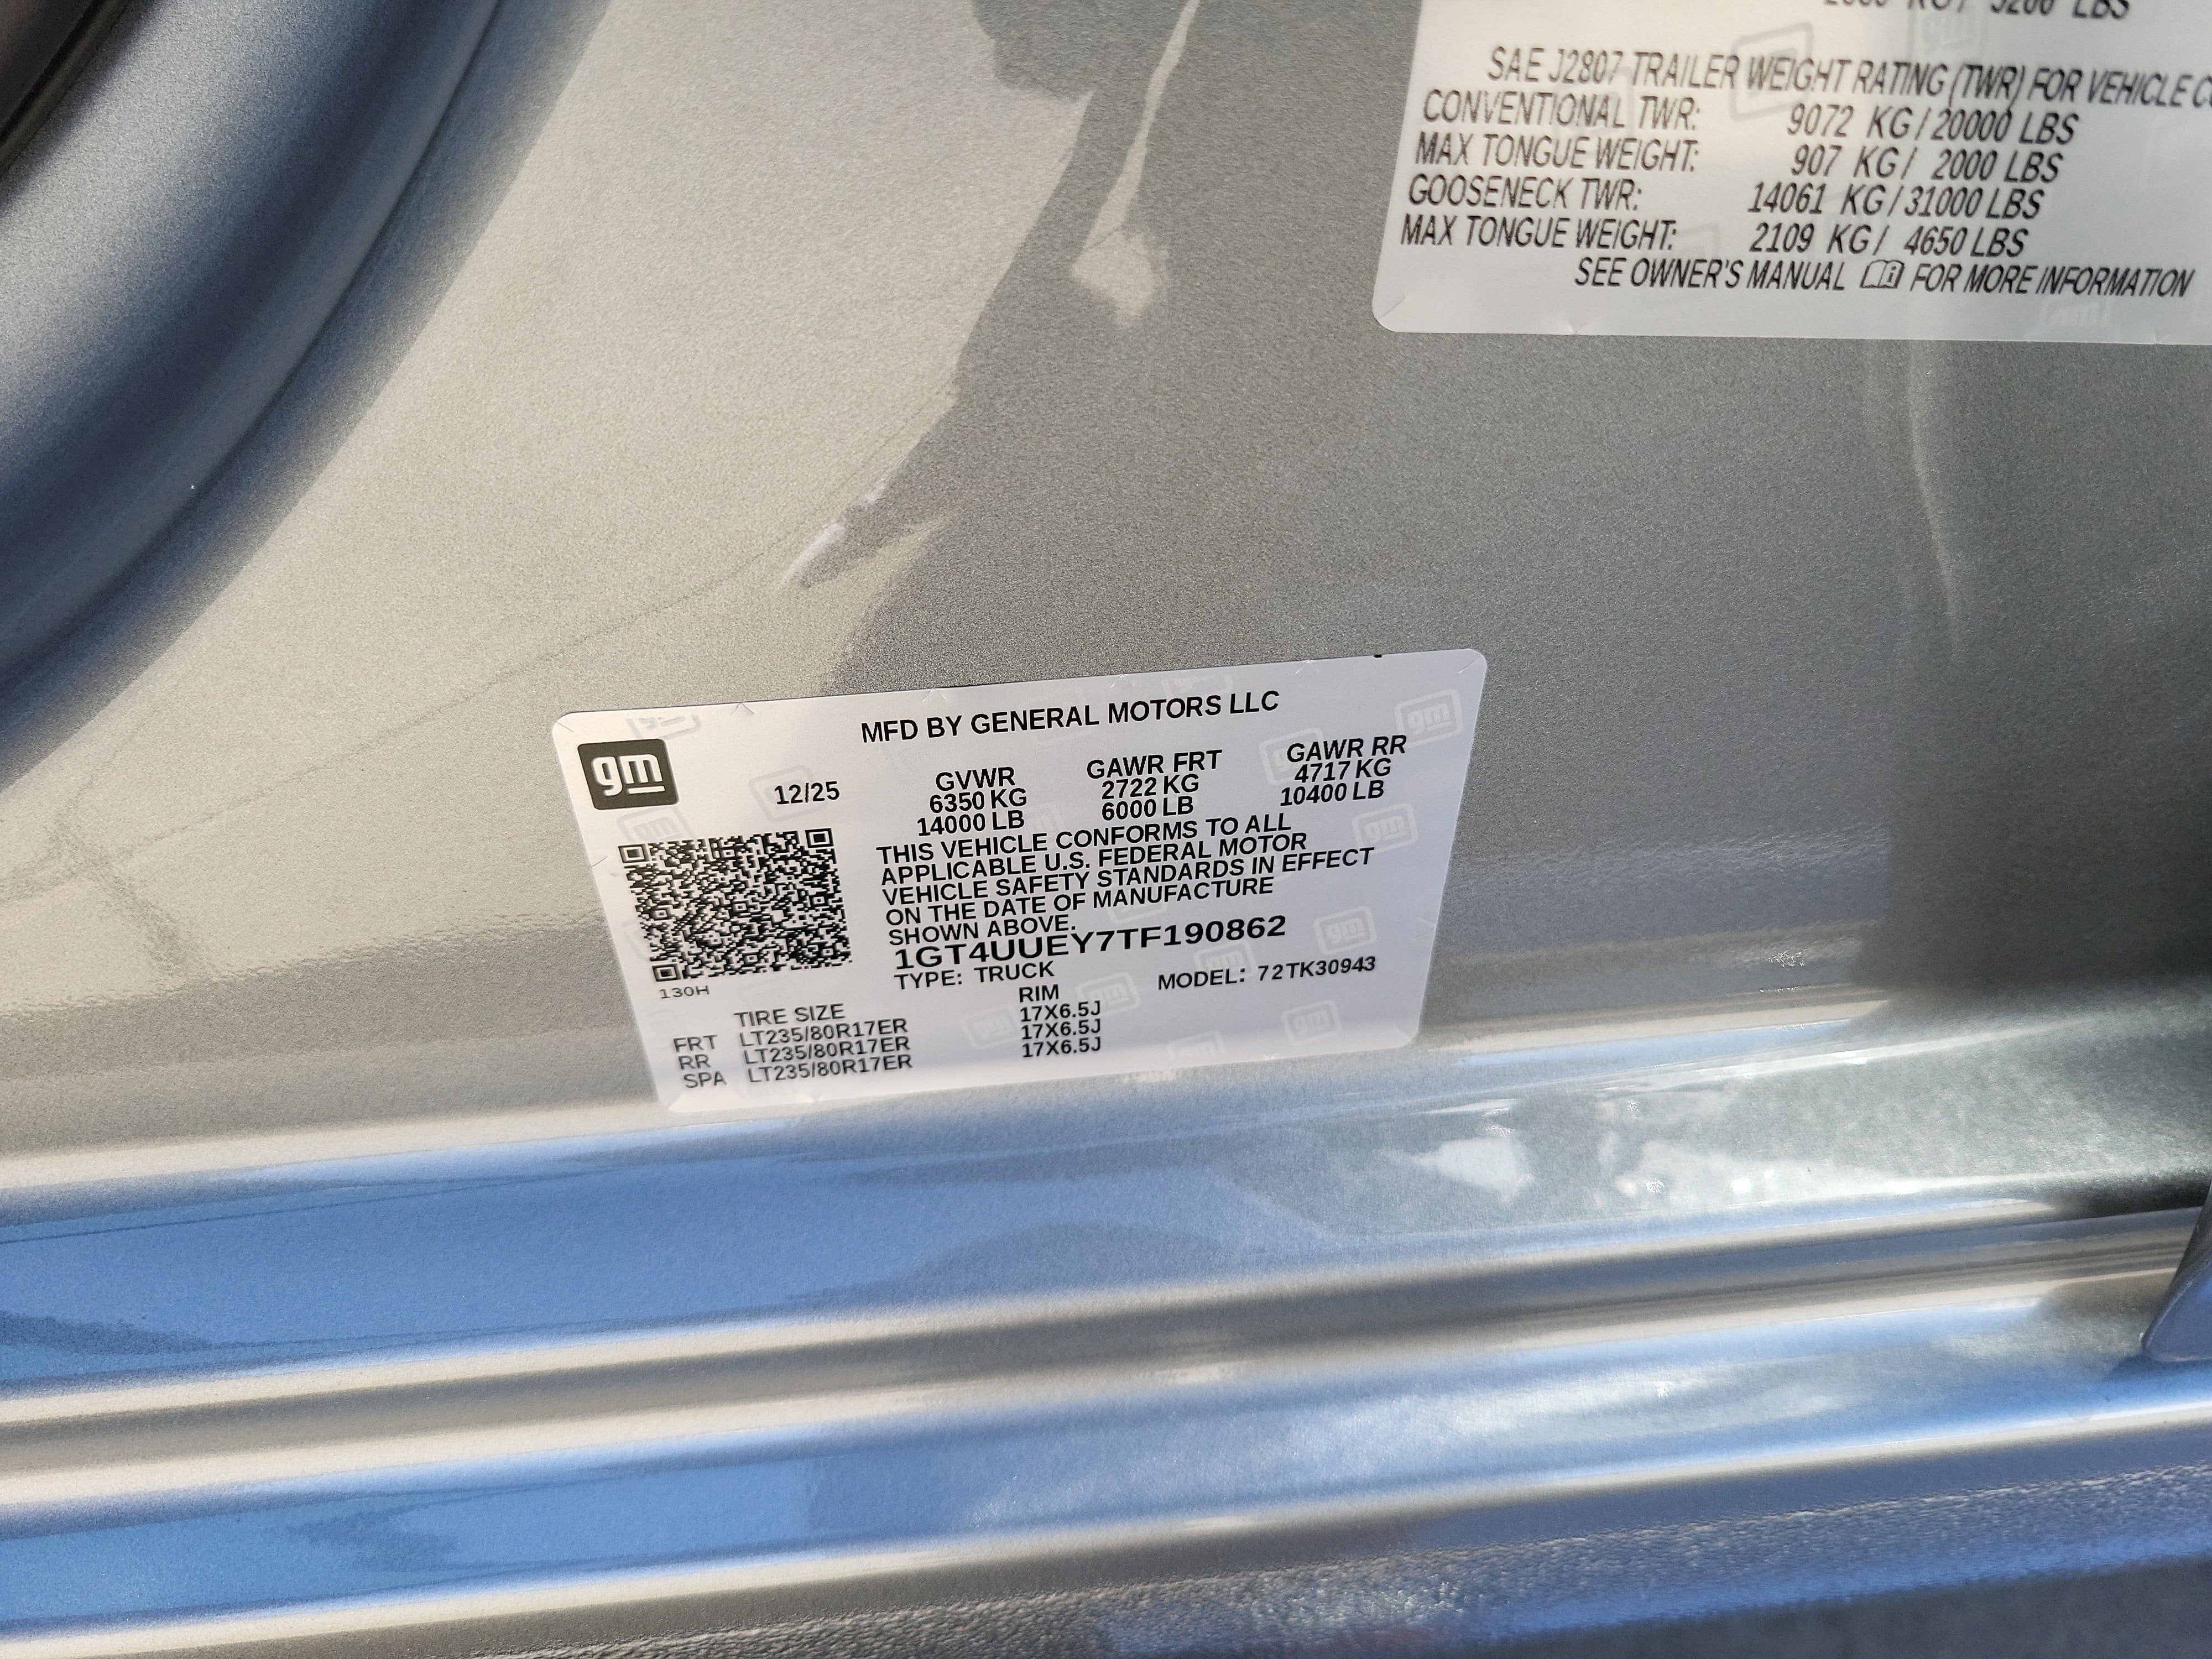 KG / 5200 LBS
SAE J2807 TRAILER WEIGHT RATING (TWR) FOR VEHICLE
CONVENTIONAL TWR: 9072 KG / 20000 LBS
MAX TONGUE WEIGHT: 907 KG / 2000 LBS
GOOSENECK TWR: 14061 KG / 31000 LBS
MAX TONGUE WEIGHT: 2109 KG / 4650 LBS
SEE OWNER'S MANUAL FOR MORE INFORMATION
MFD BY GENERAL MOTORS LLC
gm
12/25
GVWR GAWR FRT GAWR RR
6350 KG 2722 KG 4717 KG
14000 LB 6000 LB 10400 LB
THIS VEHICLE CONFORMS TO ALL
APPLICABLE U.S. FEDERAL MOTOR
VEHICLE SAFETY STANDARDS IN EFFECT
ON THE DATE OF MANUFACTURE
SHOWN ABOVE.
1GT4UUEY7TF190862
TYPE: TRUCK MODEL: 72TK30943
130H
TIRE SIZE RIM
FRT LT235/80R17ER 17X6.5J
RR LT235/80R17ER 17X6.5J
SPA LT235/80R17ER 17X6.5J